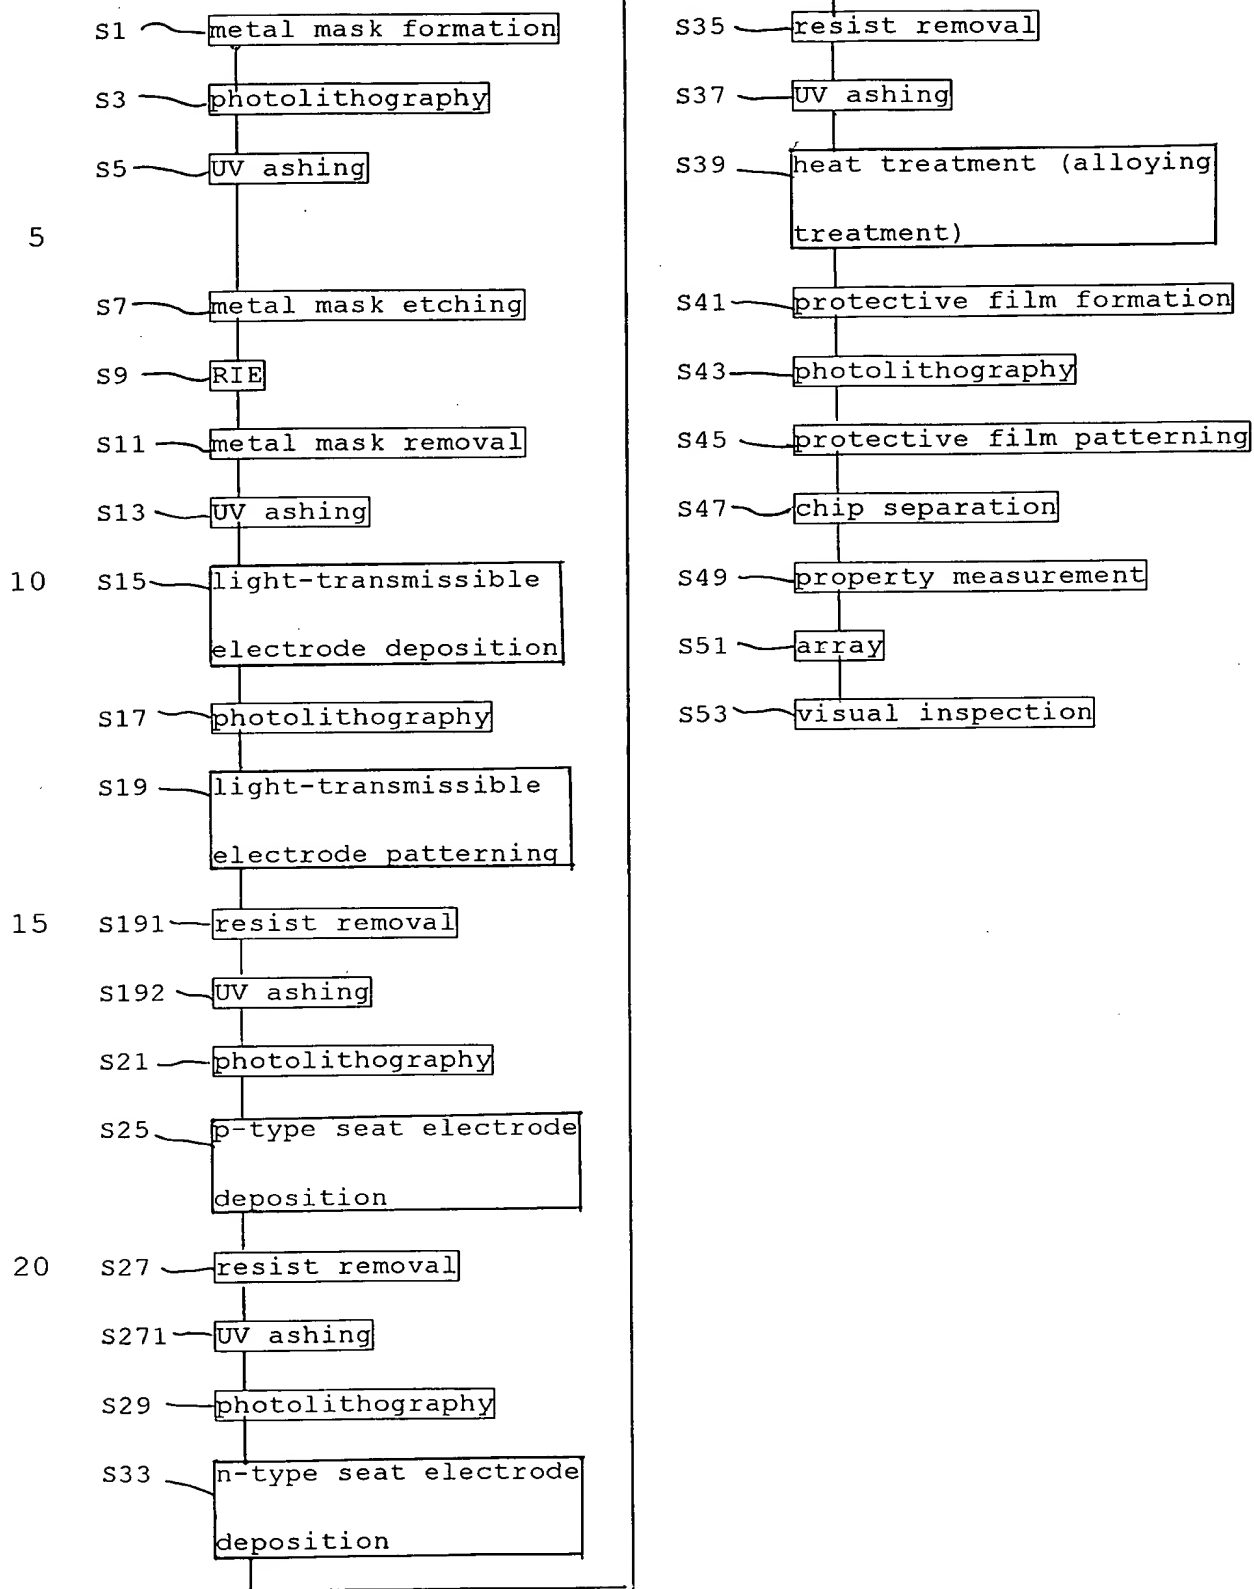 S1 metal mask formation
S3 photolithography
S5 UV ashing
5
S7 metal mask etching
S9 RIE
S11 metal mask removal
S13 UV ashing
10 S15 light-transmissible
electrode deposition
S17 photolithography
S19 light-transmissible
electrode patterning
15 S191 resist removal
S192 UV ashing
S21 photolithography
S25 p-type seat electrode
deposition
20 S27 resist removal
S271 UV ashing
S29 photolithography
S33 n-type seat electrode
deposition
S35 resist removal
S37 UV ashing
S39 heat treatment (alloying
treatment)
S41 protective film formation
S43 photolithography
S45 protective film patterning
S47 chip separation
S49 property measurement
S51 array
S53 visual inspection